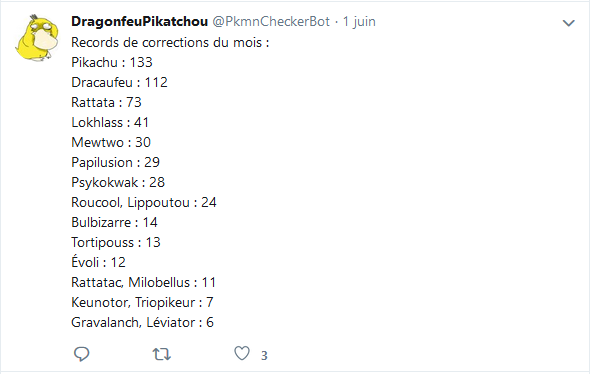 DragonfeuPikatchou @PkmnCheckerBot · 1 juin
Records de corrections du mois :
Pikachu : 133
Dracaufeu : 112
Rattata : 73
Lokhlass : 41
Mewtwo : 30
Papilusion : 29
Psykokwak : 28
Roucool, Lippoutou : 24
Bulbizarre : 14
Tortipouss : 13
Évoli : 12
Rattatac, Milobellus : 11
Keunotor, Triopikeur : 7
Gravalanch, Léviator : 6
3